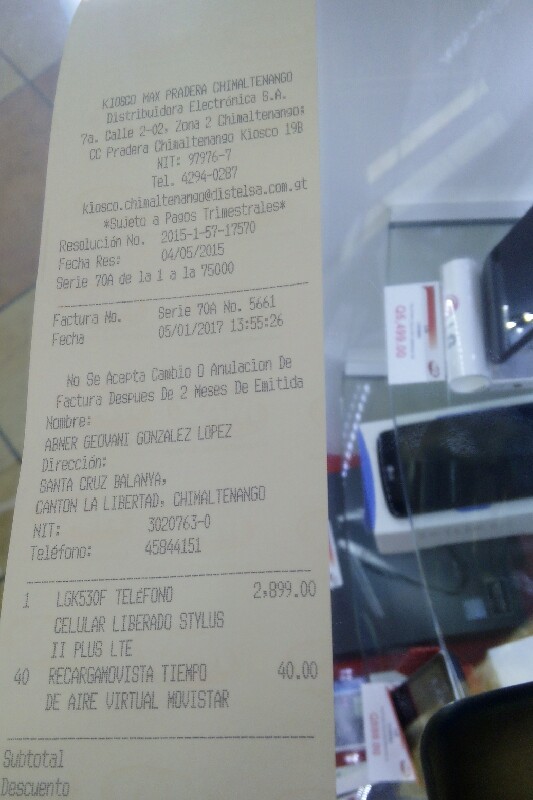 KIOSCO MAX PRADERA CHIMALTENANGO
Distribuidora Electrónica S.A.
7a. Calle 2-02, Zona 2 Chimaltenango;
CC Pradera Chimaltenango Kiosco 19B
NIT: 97976-7
Tel. 4294-0287
kiosco.chimaltenango@distelsa.com.gt
*Sujeto a Pagos Trimestrales*
Resolución No. 2015-1-57-17570
Fecha Res: 04/05/2015
Serie 70A de la 1 a la 75000
Factura No. Serie 70A No. 5661
Fecha 05/01/2017 13:55:26
No Se Acepta Cambio O Anulacion De
Factura Despues De 2 Meses De Emitida
Nombre:
ABNER GEOVANI GONZALEZ LOPEZ
Dirección:
SANTA CRUZ BALANYA,
CANTON LA LIBERTAD, CHIMALTENANGO
NIT: 3020763-0
Teléfono: 45844151
1 LGK530F TELéFONO 2,899.00
CELULAR LIBERADO STYLUS
II PLUS LTE
40 RECARGAMOVISTA TIEMPO 40.00
DE AIRE VIRTUAL MOVISTAR
Subtotal
Descuento
Q5,499.00
LG